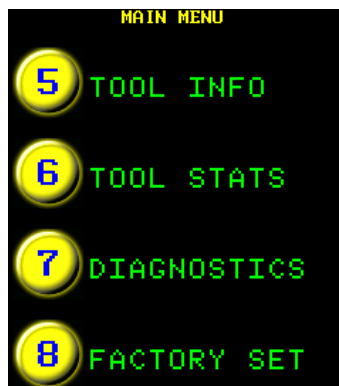 MAIN MENU
5 TOOL INFO
6 TOOL STATS
7 DIAGNOSTICS
8 FACTORY SET